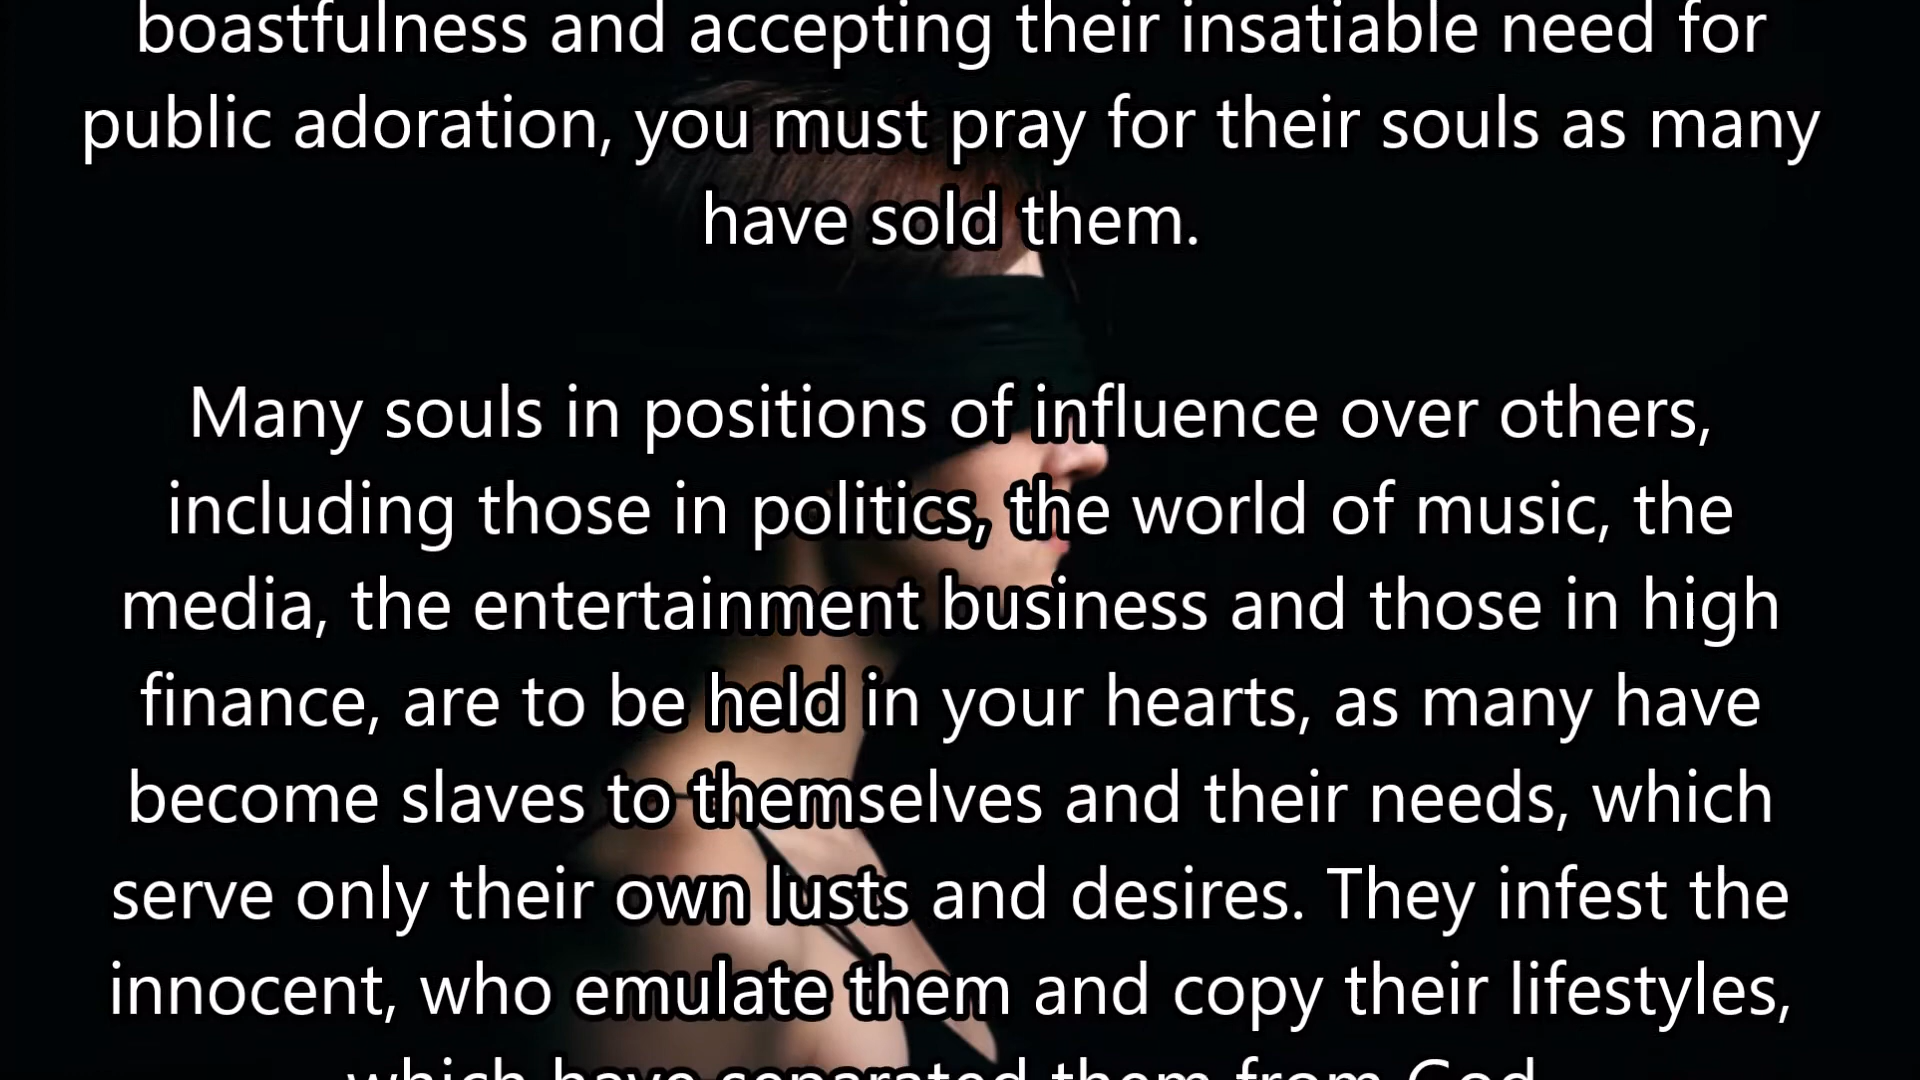 boastfulness and accepting their insatiable need for
public adoration, you must pray for their souls as many
have sold them.
Many souls in positions of influence over others,
including those in politics, the world of music, the
media, the entertainment business and those in high
finance, are to be held in your hearts, as many have
become slaves to themselves and their needs, which
serve only their own lusts and desires. They infest the
innocent, who emulate them and copy their lifestyles,
which have separated them from God.